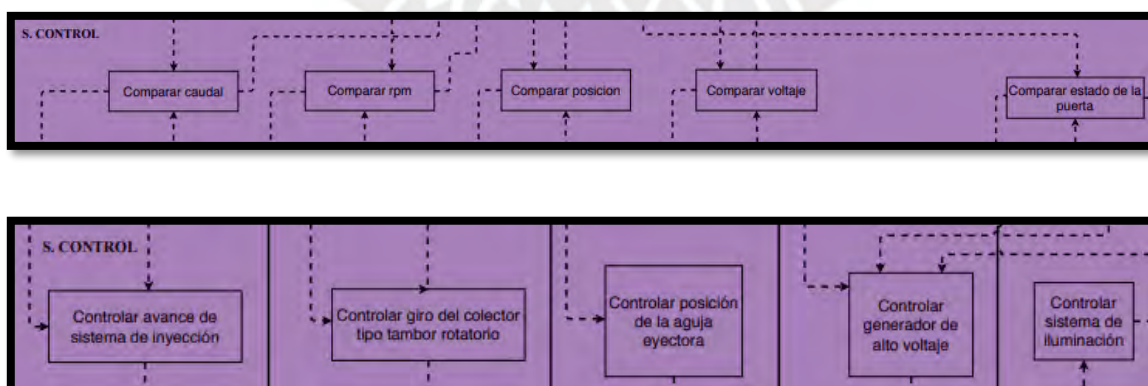 S. CONTROL
Comparar caudal
Comparar rpm
Comparar posicion
Comparar voltaje
Comparar estado de la
puerta
S. CONTROL
Controlar avance de
sistema de inyección
Controlar giro del colector
tipo tambor rotatorio
Controlar posición
de la aguja
eyectora
Controlar
generador de
alto voltaje
Controlar
sistema de
iluminación